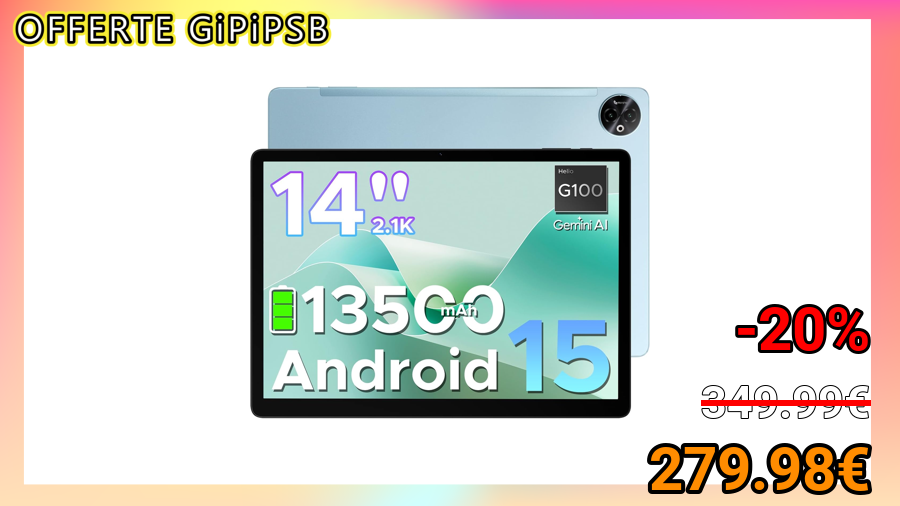 OFFERTE GiPiPSB
14"
2.1K
Helio
G100
Gemini AI
13500 mAh
Android 15
-20%
349.99€
279.98€